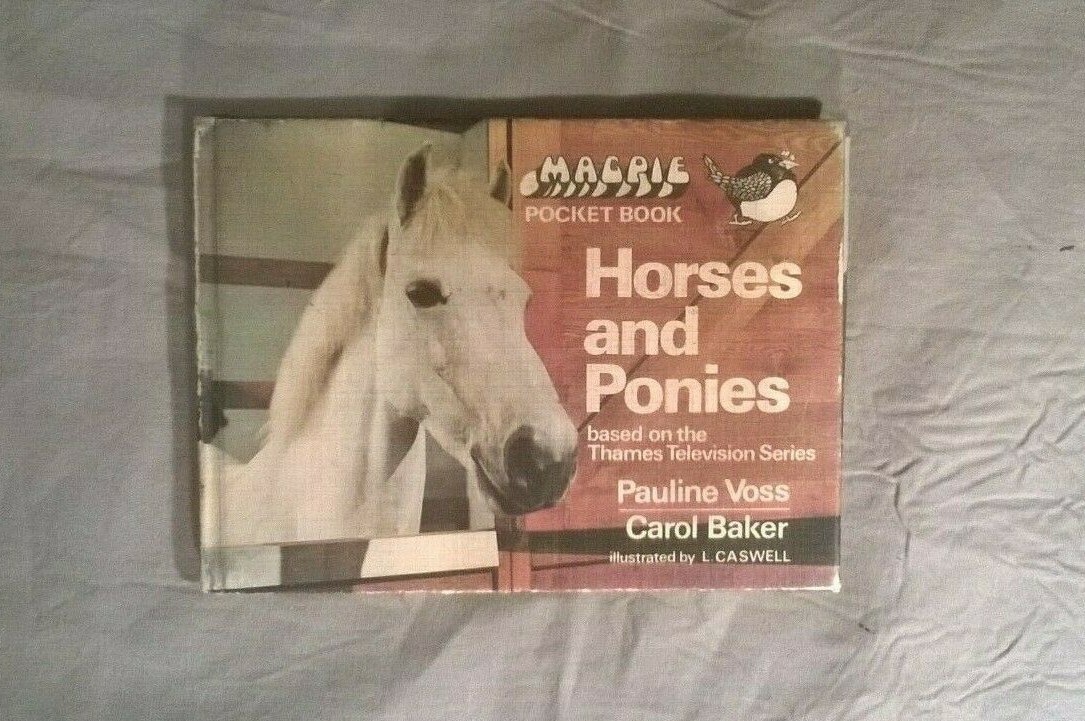 MAGPIE
POCKET BOOK
Horses
and
Ponies
based on the
Thames Television Series
Pauline Voss
Carol Baker
illustrated by L. CASWELL